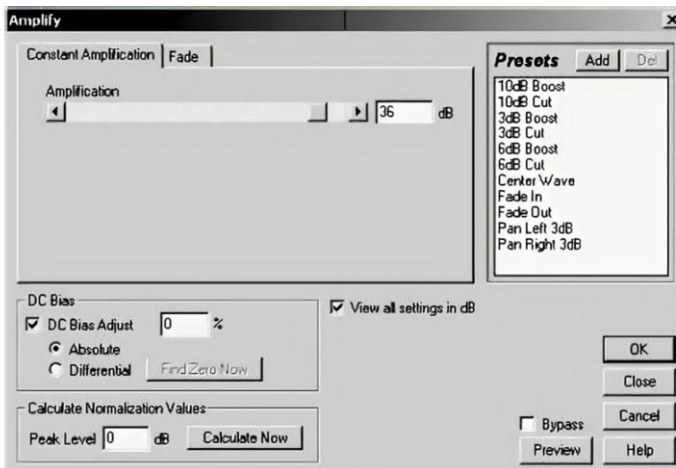 Amplify
Constant Amplification Fade
Presets Add Del
Amplification
36 dB
10dB Boost
10dB Cut
3dB Boost
3dB Cut
6dB Boost
6dB Cut
Center Wave
Fade In
Fade Out
Pan Left 3dB
Pan Right 3dB
DC Bias
DC Bias Adjust 0 %
Absolute
Differential Find Zero Now
View all settings in dB
Calculate Normalization Values
Peak Level 0 dB Calculate Now
OK
Close
Bypass Cancel
Preview Help